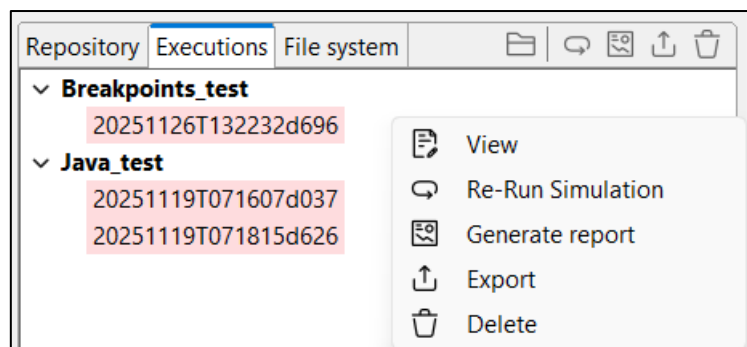 Repository Executions File system
Breakpoints_test
20251126T132232d696
Java_test
20251119T071607d037
20251119T071815d626
View
Re-Run Simulation
Generate report
Export
Delete